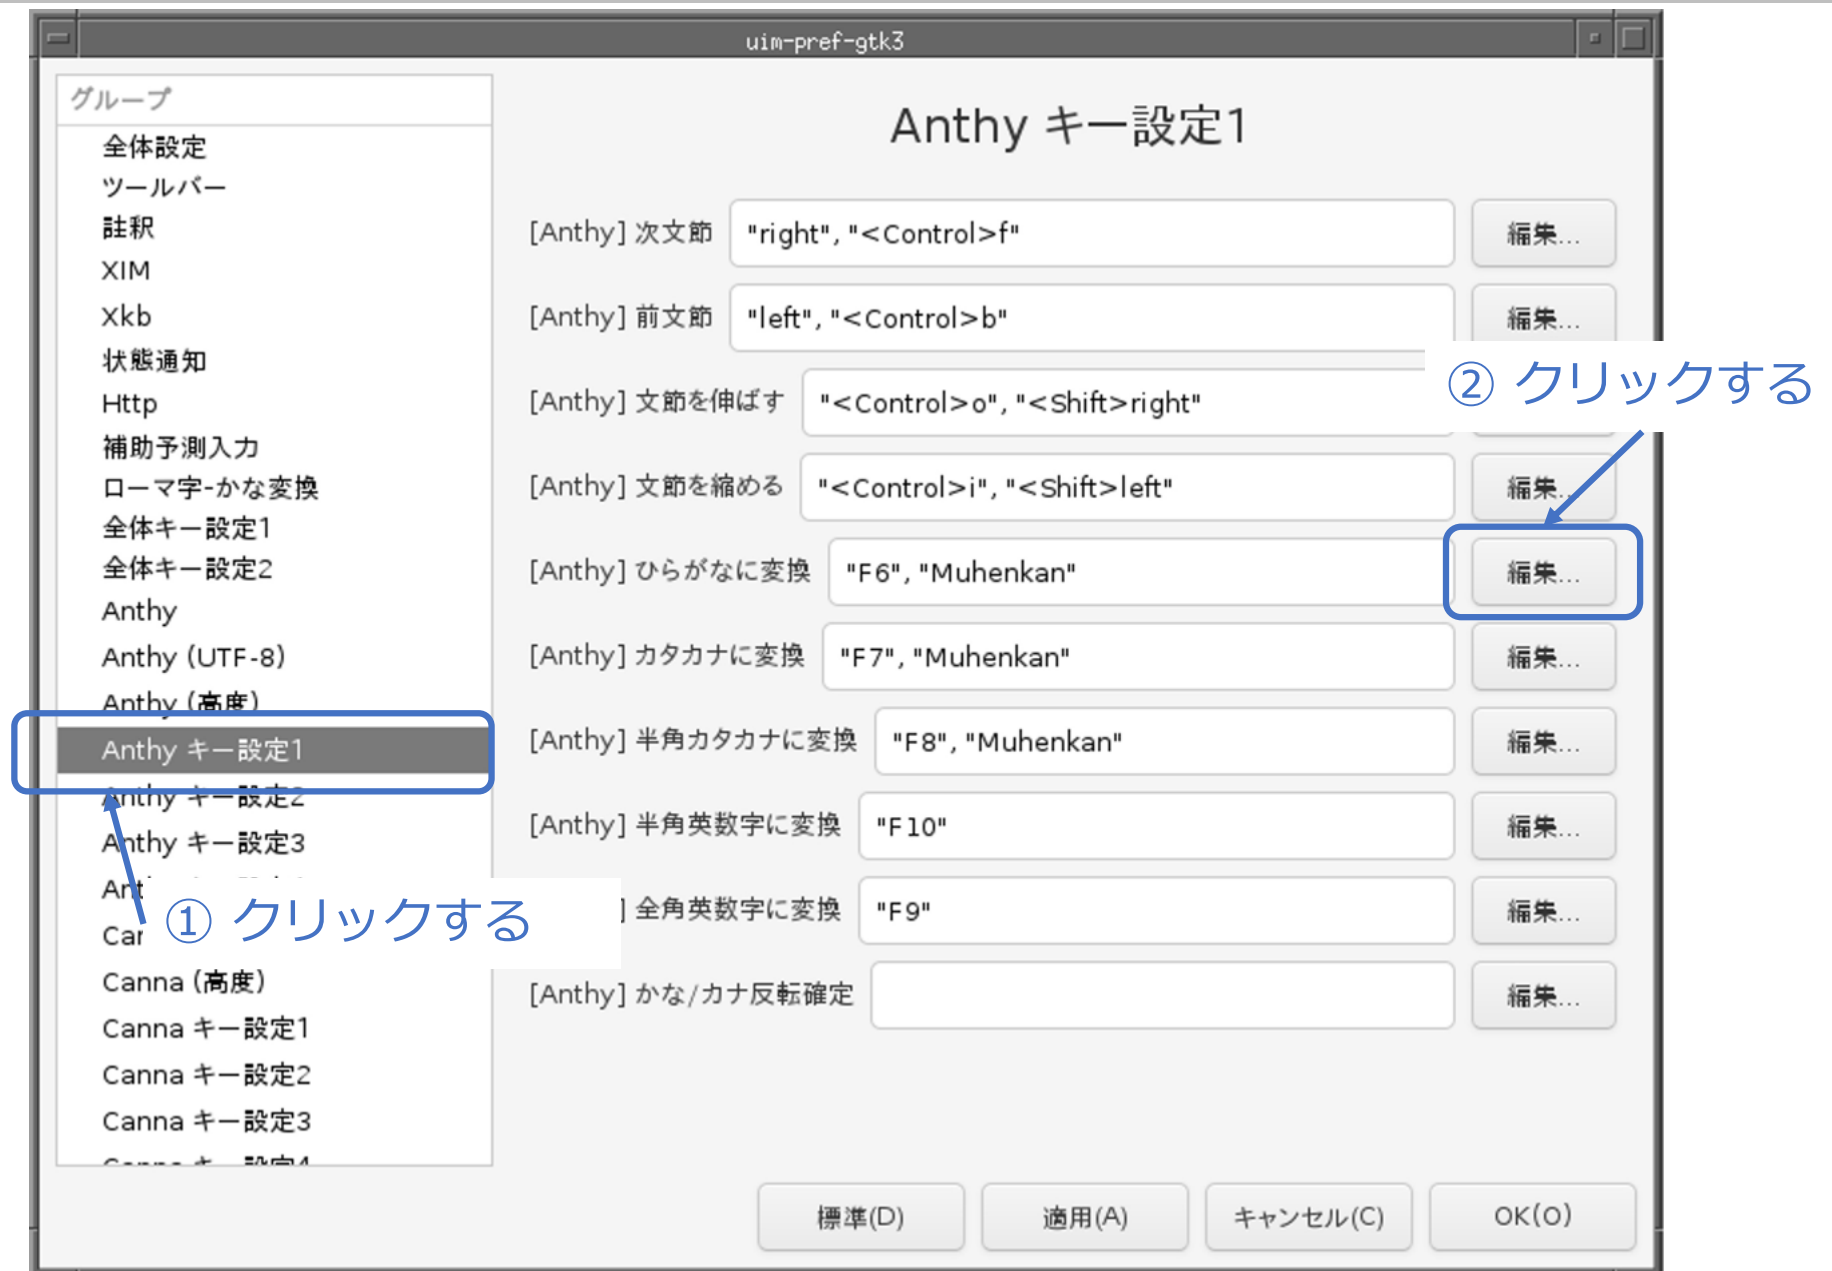 uim-pref-gtk3
グループ
全体設定
ツールバー
註釈
XIM
Xkb
状態通知
Http
補助予測入力
ローマ字-かな変換
全体キー設定1
全体キー設定2
Anthy
Anthy (UTF-8)
Anthy (高度)
Anthy キー設定1
Anthy キー設定2
Anthy キー設定3
① クリックする
Canna (高度)
Canna キー設定1
Canna キー設定2
Canna キー設定3
Anthy キー設定1
[Anthy] 次文節 "right", "<Control>f" 編集...
[Anthy] 前文節 "left", "<Control>b" 編集...
② クリックする
[Anthy] 文節を伸ばす "<Control>o", "<Shift>right"
[Anthy] 文節を縮める "<Control>i", "<Shift>left" 編集...
[Anthy] ひらがなに変換 "F6", "Muhenkan" 編集...
[Anthy] カタカナに変換 "F7", "Muhenkan" 編集...
[Anthy] 半角カタカナに変換 "F8", "Muhenkan" 編集...
[Anthy] 半角英数字に変換 "F10" 編集...
] 全角英数字に変換 "F9" 編集...
[Anthy] かな/カナ反転確定 編集...
標準(D) 適用(A) キャンセル(C) OK(O)